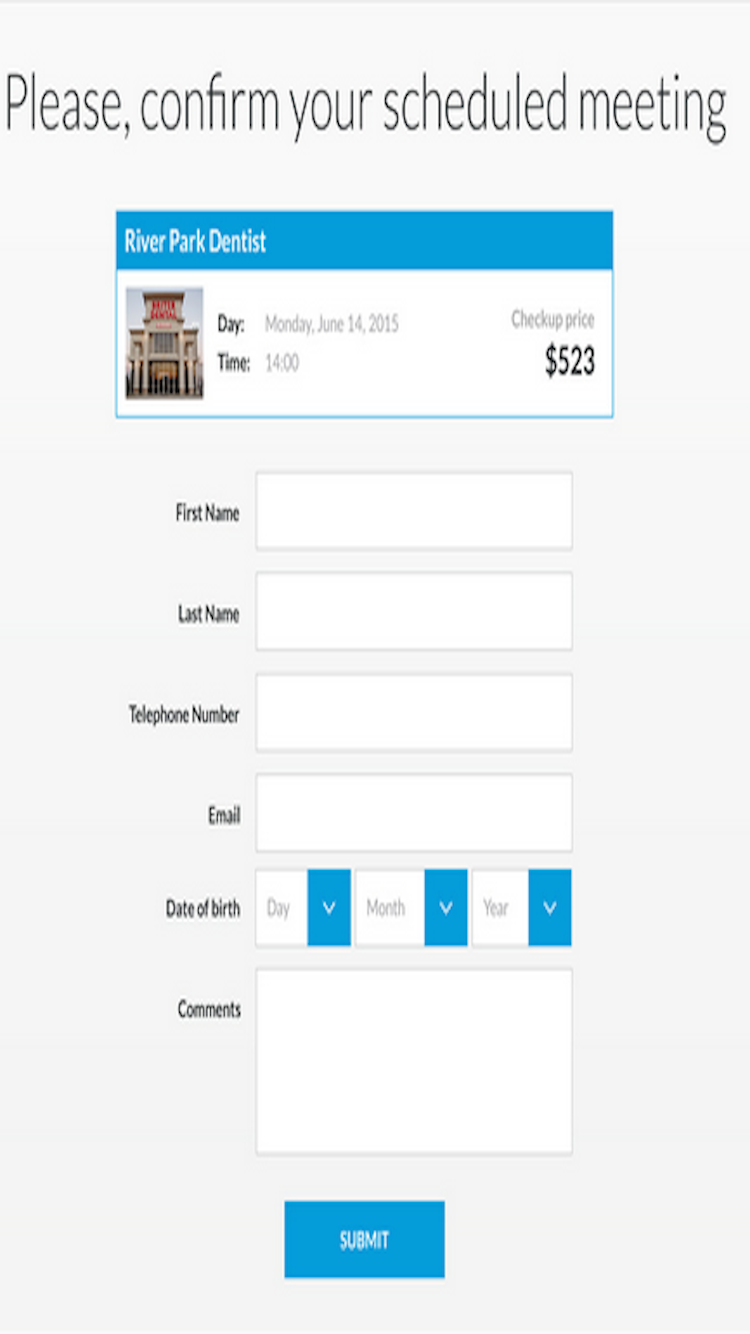 Please, confirm your scheduled meeting
River Park Dentist
Day: Monday, June 14, 2015
Time: 14:00
Checkup price
$523
First Name
Last Name
Telephone Number
Email
Date of birth Day Month Year
Comments
SUBMIT